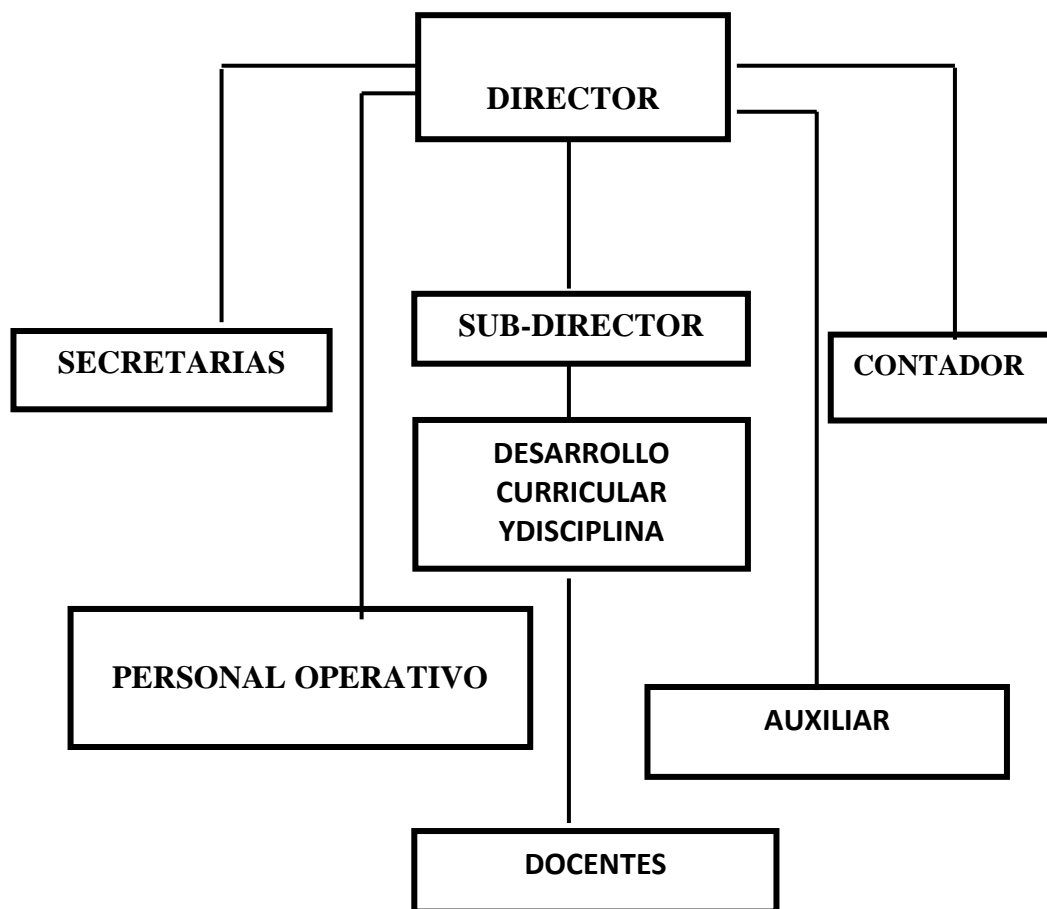 DIRECTOR
SUB-DIRECTOR
SECRETARIAS
CONTADOR
DESARROLLO
CURRICULAR
YDISCIPLINA
PERSONAL OPERATIVO
AUXILIAR
DOCENTES